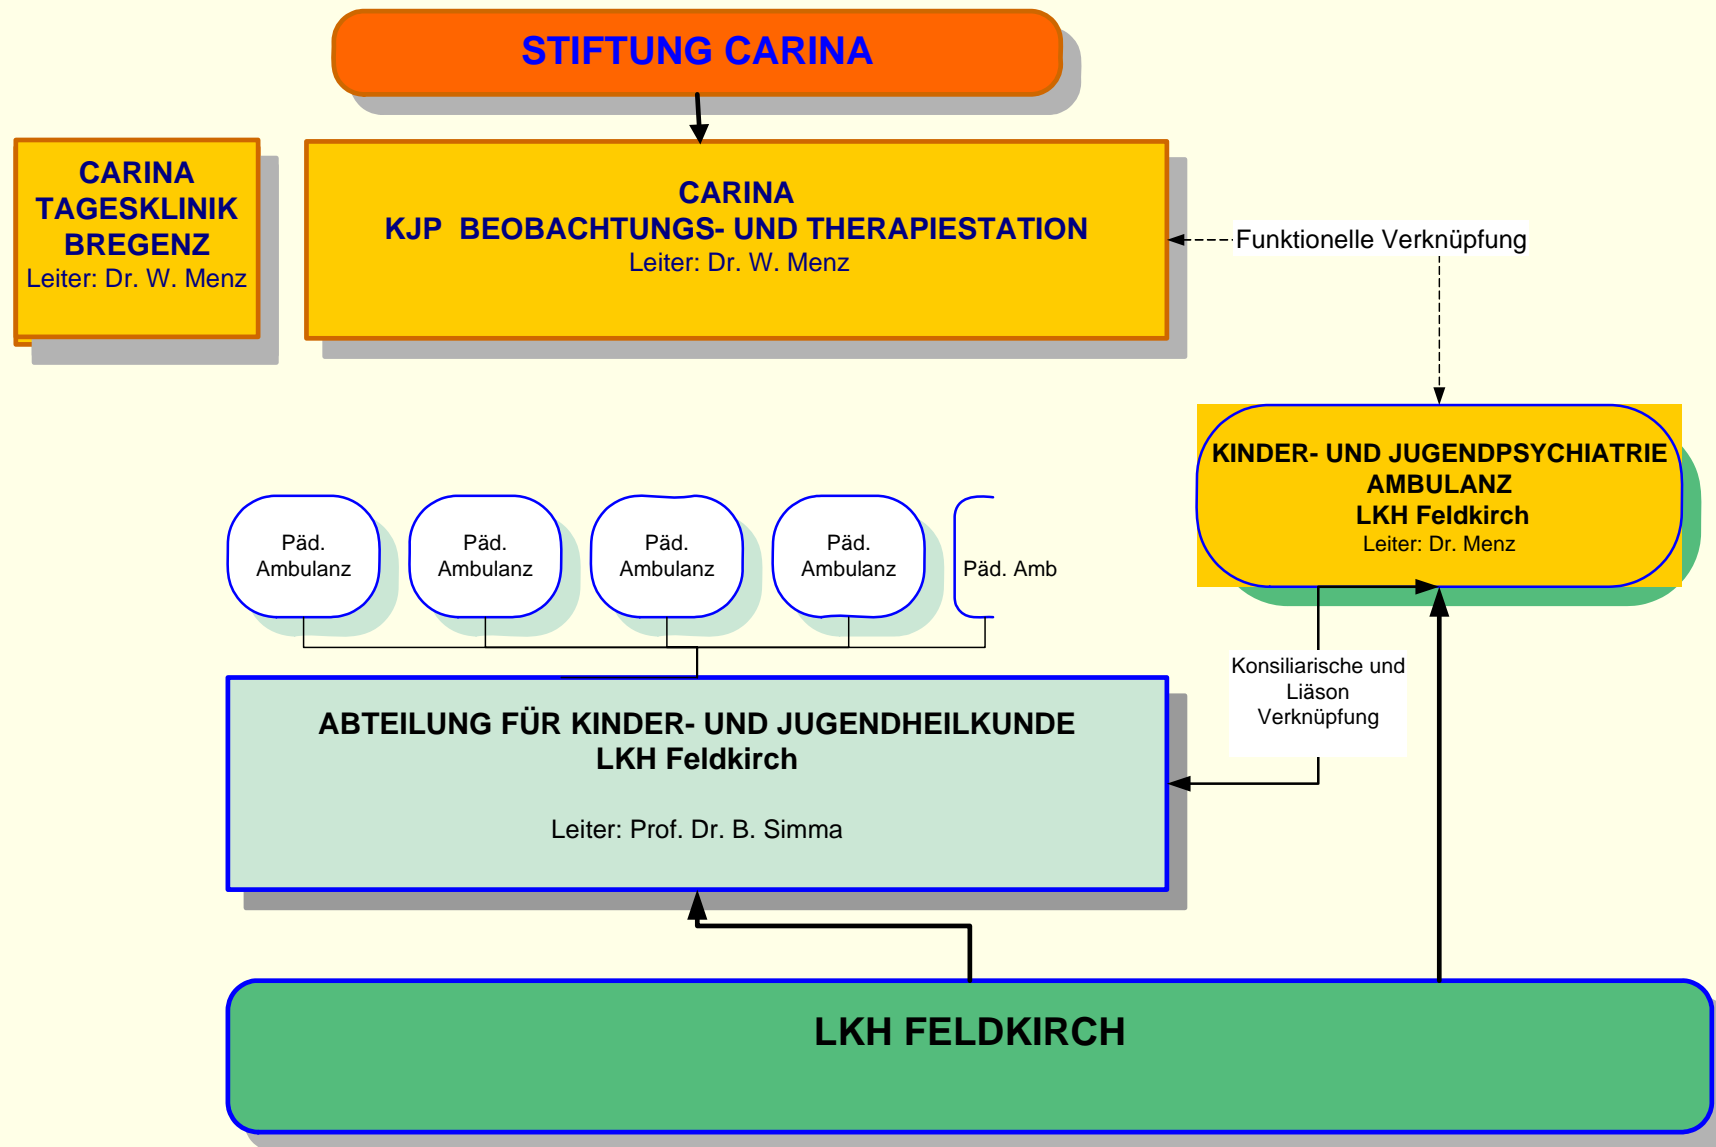 STIFTUNG CARINA
CARINA
TAGESKLINIK
BREGENZ
Leiter: Dr. W. Menz
CARINA
KJP BEOBACHTUNGS- UND THERAPIESTATION
Leiter: Dr. W. Menz
Funktionelle Verknüpfung
KINDER- UND JUGENDPSYCHIATRIE
AMBULANZ
LKH Feldkirch
Leiter: Dr. Menz
Päd.
Ambulanz
Päd.
Ambulanz
Päd.
Ambulanz
Päd.
Ambulanz
Päd. Amb
Konsiliarische und
Liäson
Verknüpfung
ABTEILUNG FÜR KINDER- UND JUGENDHEILKUNDE
LKH Feldkirch
Leiter: Prof. Dr. B. Simma
LKH FELDKIRCH